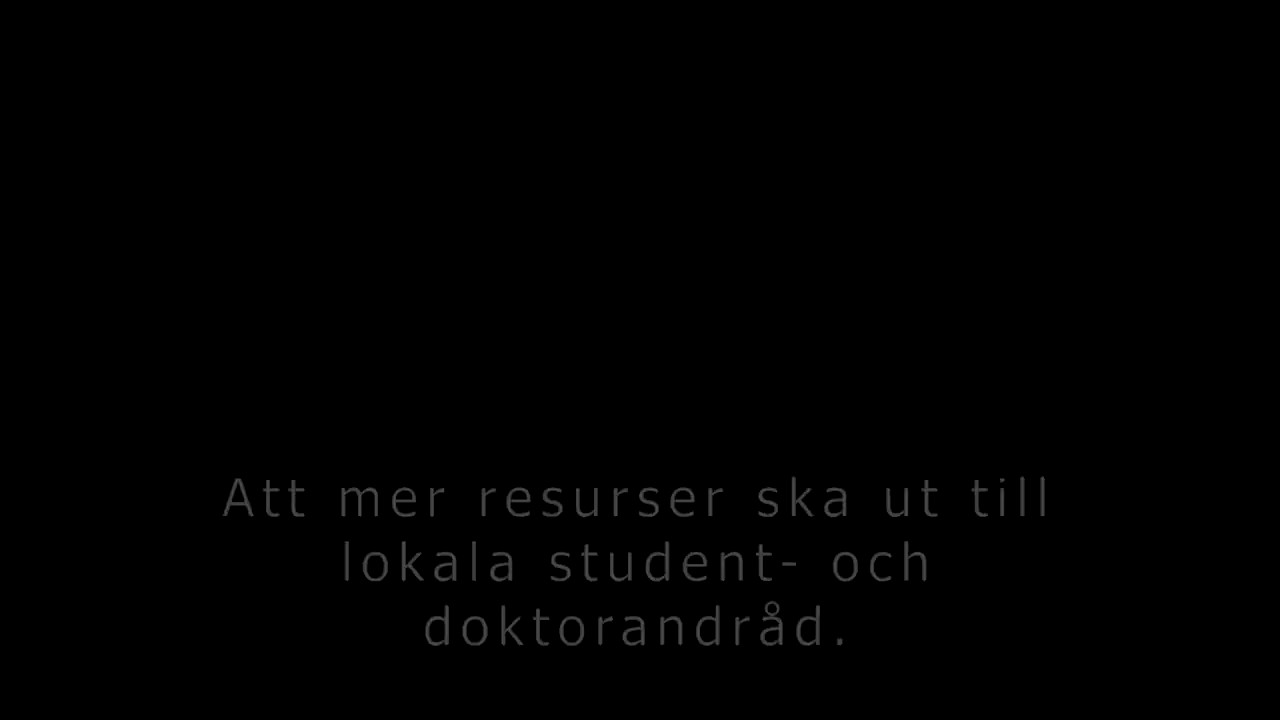 Att mer resurser ska ut till
lokala student- och
doktorandråd.